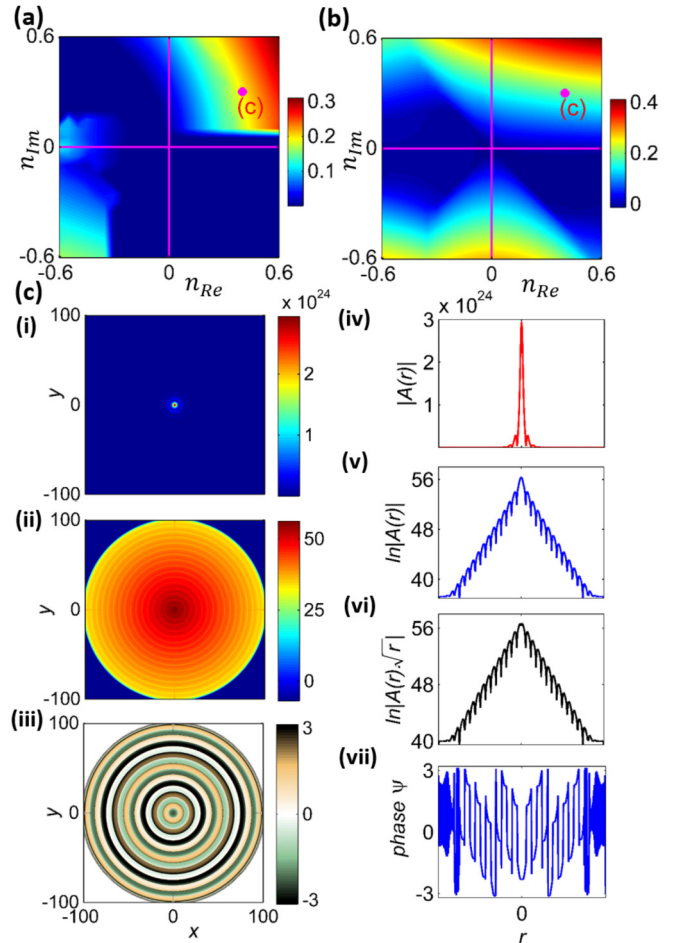 (a)
0.6
n_Im
0
-0.6
-0.6
0
n_Re
0.6
(c)
0.3
0.2
0.1
(b)
0.6
n_Im
0
-0.6
-0.6
0
n_Re
0.6
(c)
0.4
0.2
0
(c)
(i)
100
y
0
-100
x 10^24
2
1
0
(ii)
100
y
0
-100
50
25
0
(iii)
100
y
0
-100
-100
0
100
x
3
0
-3
(iv)
x 10^24
3
2
1
|A(r)|
(v)
56
48
40
ln|A(r)|
(vi)
56
48
40
ln|A(r)√r|
(vii)
3
0
-3
phase ψ
0
r